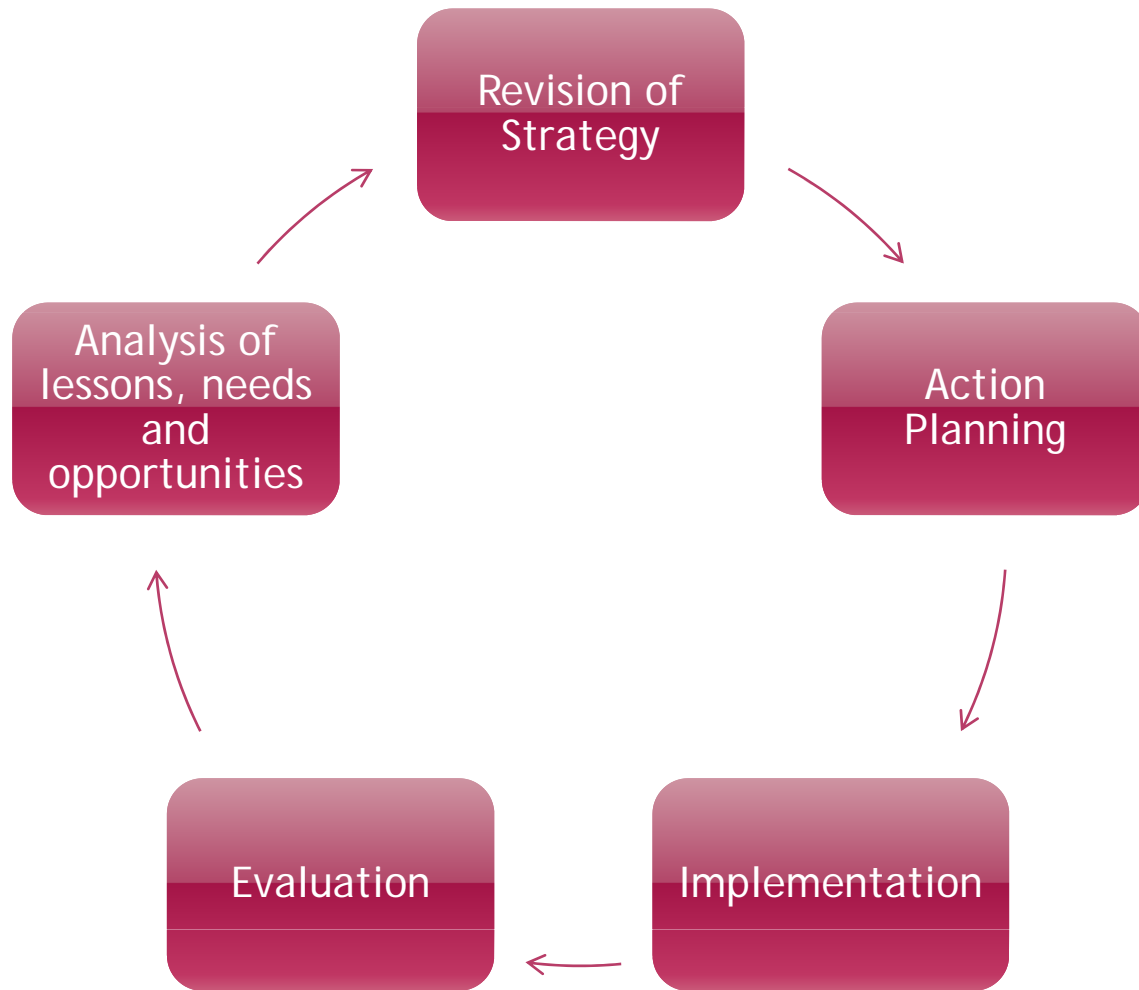 Revision of
Strategy
Action
Planning
Implementation
Evaluation
Analysis of
lessons, needs
and
opportunities